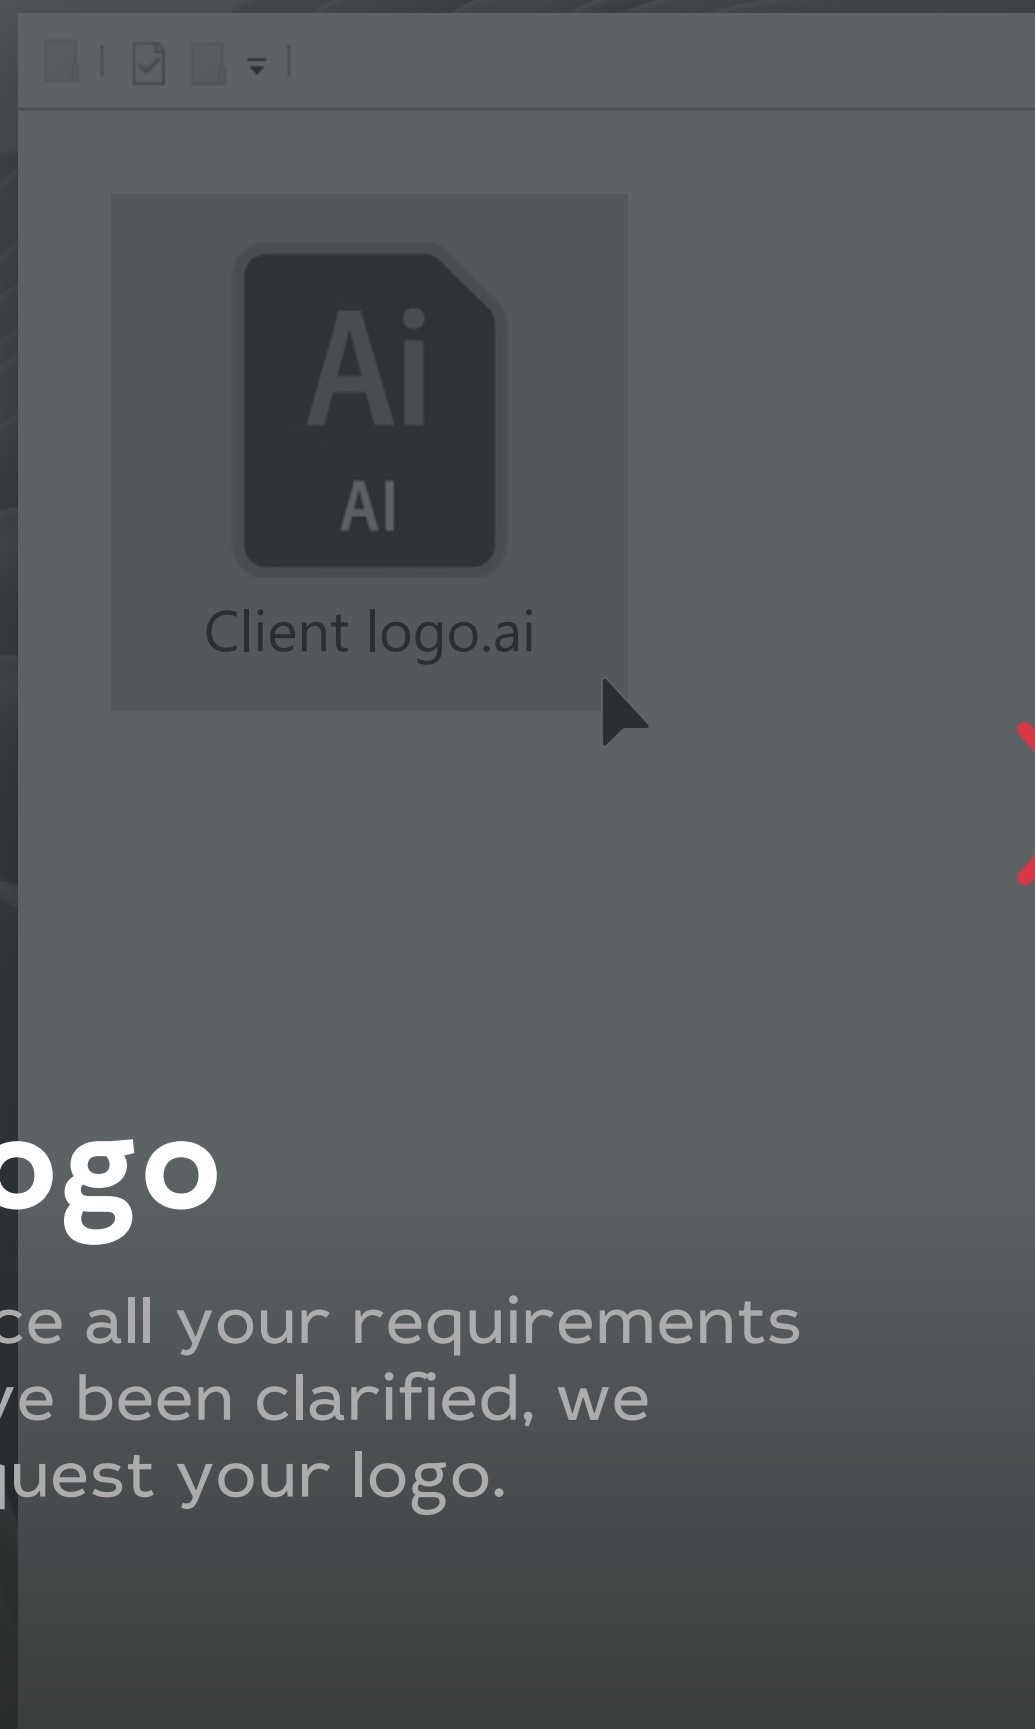 Ai
AI
Client logo.ai
ogo
ce all your requirements
ve been clarified, we
quest your logo.